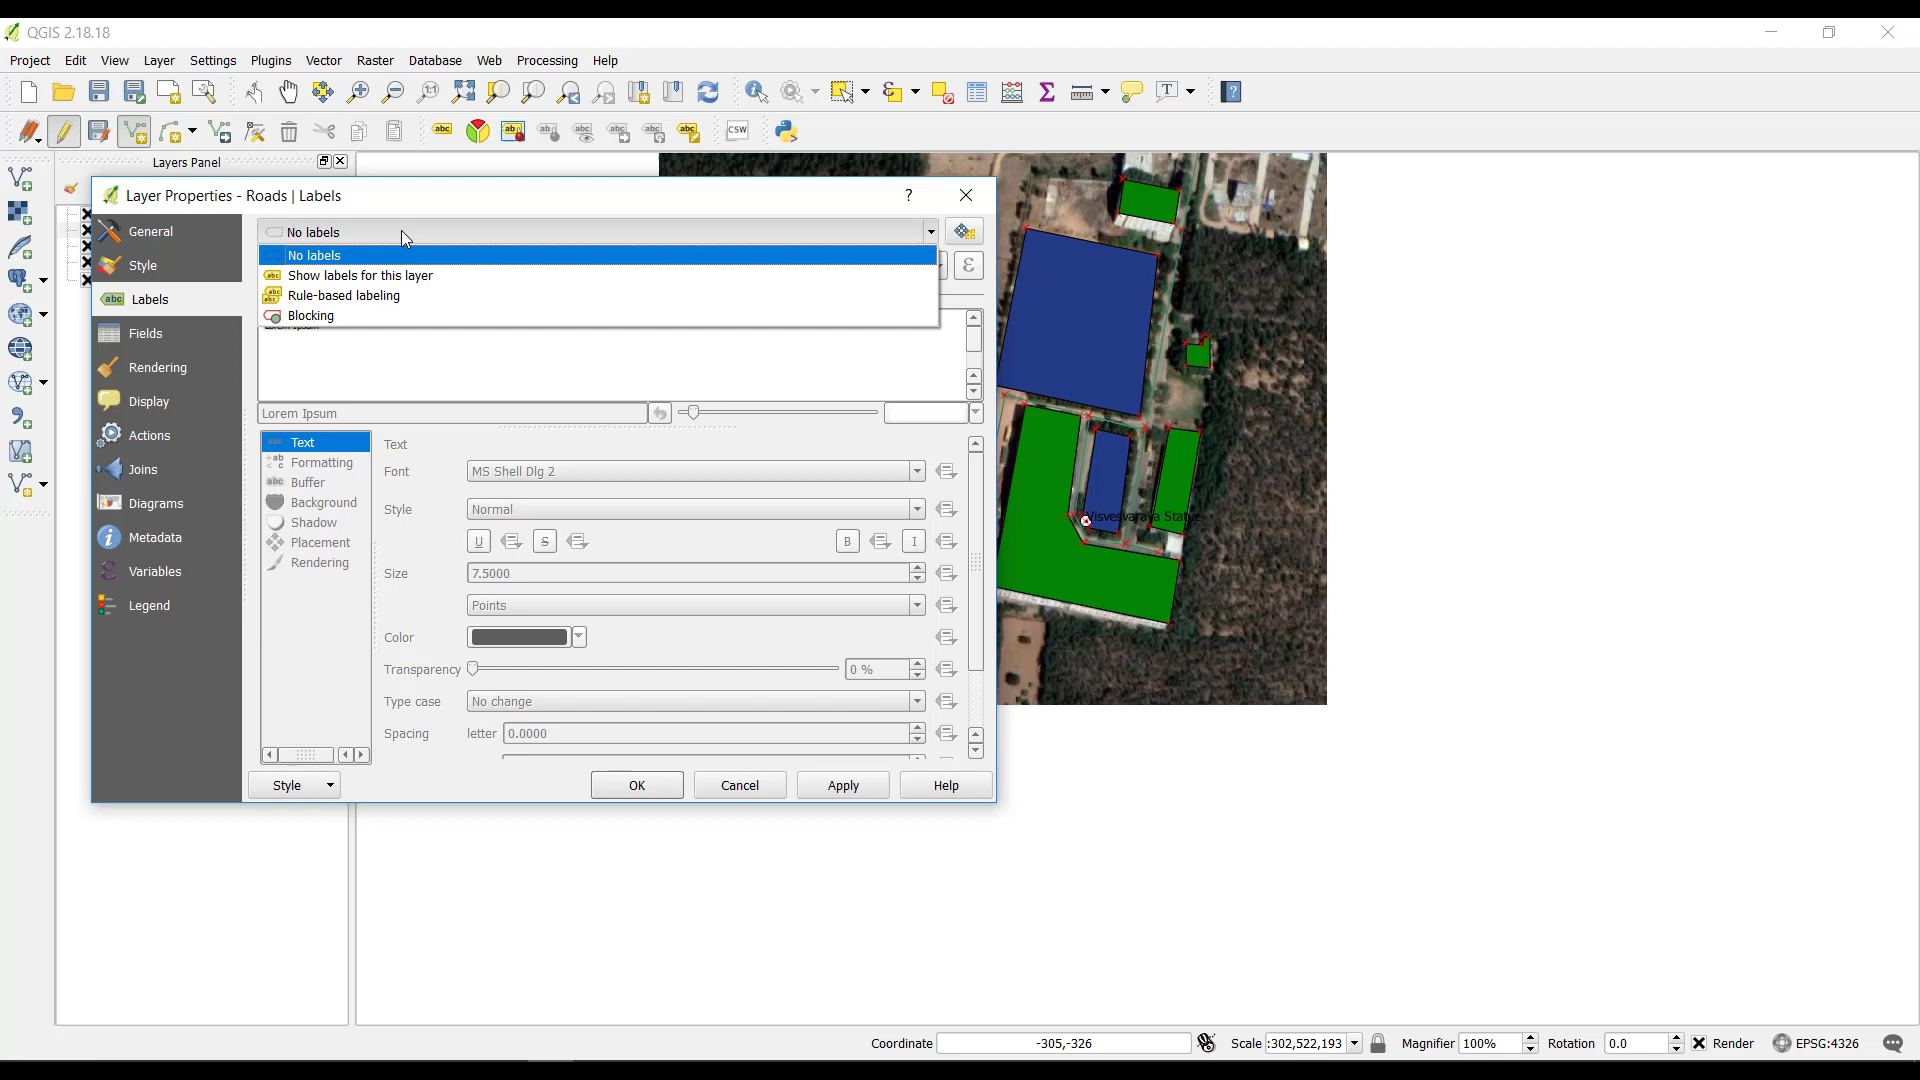 QGIS 2.18.18
Project Edit View Layer Settings Plugins Vector Raster Database Web Processing Help
Layers Panel
Layer Properties - Roads | Labels
General
Style
Labels
Fields
Rendering
Display
Actions
Joins
Diagrams
Metadata
Variables
Legend
No labels
No labels
Show labels for this layer
Rule-based labeling
Blocking
Lorem Ipsum
Lorem Ipsum
Text
Formatting
Buffer
Background
Shadow
Placement
Rendering
Text
Font MS Shell Dlg 2
Style Normal
U S B I
Size 7.5000
Points
Color
Transparency 0 %
Type case No change
Spacing letter 0.0000
Style OK Cancel Apply Help
Visvesvaraya Statue
Coordinate -305,-326 Scale :302,522,193 Magnifier 100% Rotation 0.0 Render EPSG:4326